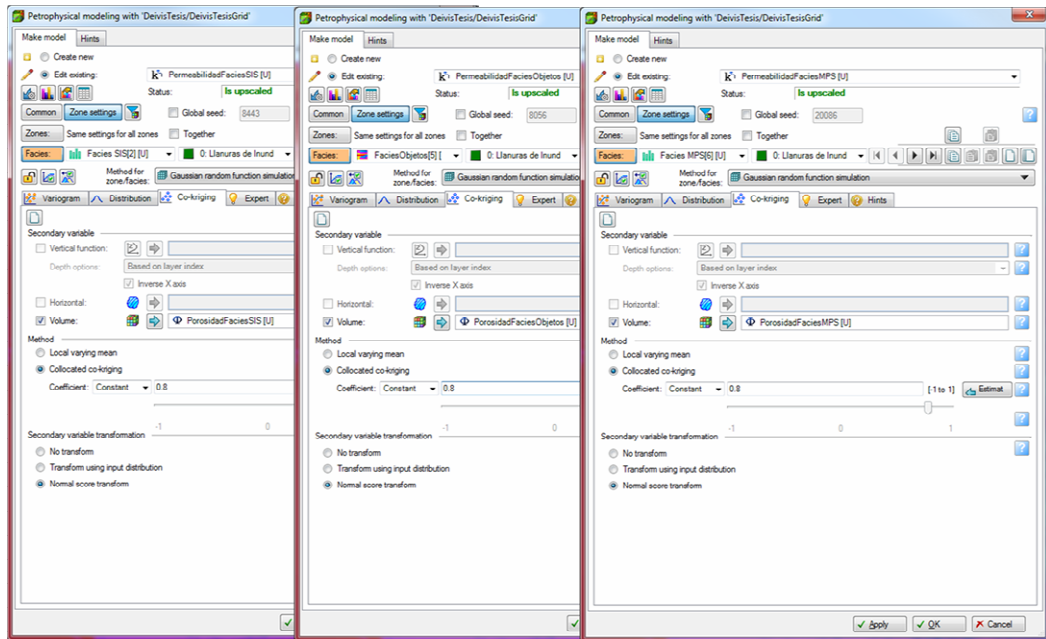 Petrophysical modeling with 'DeivisTesis/DeivisTesisGrid'
Make model Hints
Create new
Edit existing: PermeabilidadFaciesSIS [U]
Status: Is upscaled
Common Zone settings Global seed: 8443
Zones: Same settings for all zones Together
Facies: Facies SIS[2] [U] 0: Llanuras de Inund
Method for zone/facies: Gaussian random function simulation
Variogram Distribution Co-kriging Expert
Secondary variable
Vertical function:
Depth options: Based on layer index
Inverse X axis
Horizontal:
Volume: Φ PorosidadFaciesSIS [U]
Method
Local varying mean
Collocated co-kriging
Coefficient: Constant 0.8
-1 0
Secondary variable transformation
No transform
Transform using input distribution
Normal score transform
Petrophysical modeling with 'DeivisTesis/DeivisTesisGrid'
Make model Hints
Create new
Edit existing: PermeabilidadFaciesObjetos [U]
Status: Is upscaled
Common Zone settings Global seed: 8056
Zones: Same settings for all zones Together
Facies: FaciesObjetos[5] [ 0: Llanuras de Inund
Method for zone/facies: Gaussian random function simulation
Variogram Distribution Co-kriging Expert
Secondary variable
Vertical function:
Depth options: Based on layer index
Inverse X axis
Horizontal:
Volume: Φ PorosidadFaciesObjetos [U]
Method
Local varying mean
Collocated co-kriging
Coefficient: Constant 0.8
-1 0
Secondary variable transformation
No transform
Transform using input distribution
Normal score transform
Petrophysical modeling with 'DeivisTesis/DeivisTesisGrid'
Make model Hints
Create new
Edit existing: PermeabilidadFaciesMPS [U]
Status: Is upscaled
Common Zone settings Global seed: 20086
Zones: Same settings for all zones Together
Facies: Facies MPS[6] [U] 0: Llanuras de Inund
Method for zone/facies: Gaussian random function simulation
Variogram Distribution Co-kriging Expert Hints
Secondary variable
Vertical function:
Depth options: Based on layer index
Inverse X axis
Horizontal:
Volume: Φ PorosidadFaciesMPS [U]
Method
Local varying mean
Collocated co-kriging
Coefficient: Constant 0.8 [-1 to 1] Estimat
-1 0 1
Secondary variable transformation
No transform
Transform using input distribution
Normal score transform
Apply OK Cancel